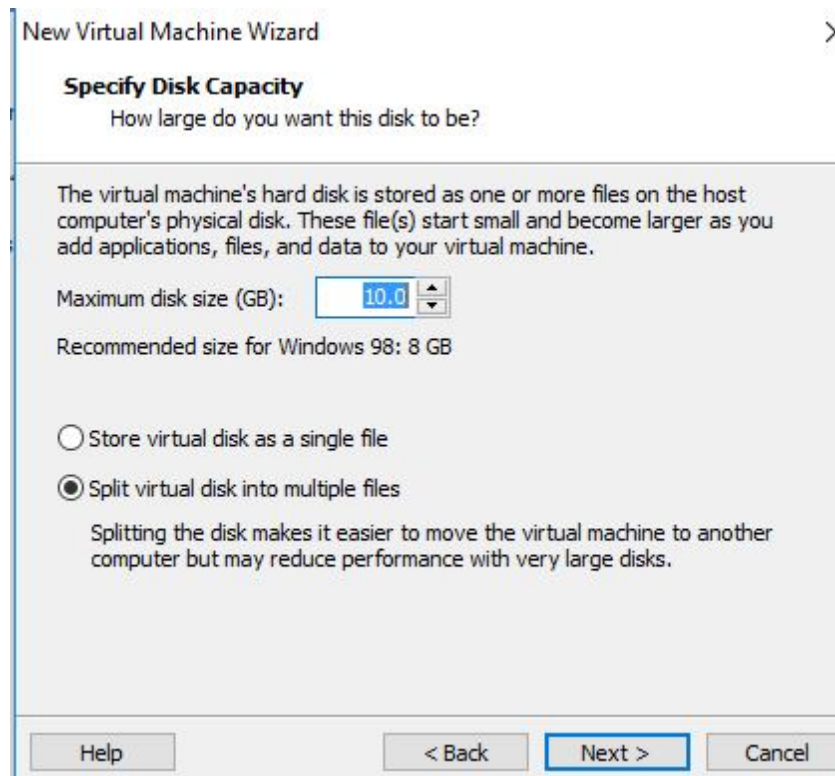 New Virtual Machine Wizard
Specify Disk Capacity
How large do you want this disk to be?
The virtual machine's hard disk is stored as one or more files on the host
computer's physical disk. These file(s) start small and become larger as you
add applications, files, and data to your virtual machine.
Maximum disk size (GB): 10.0
Recommended size for Windows 98: 8 GB
Store virtual disk as a single file
Split virtual disk into multiple files
Splitting the disk makes it easier to move the virtual machine to another
computer but may reduce performance with very large disks.
Help < Back Next > Cancel